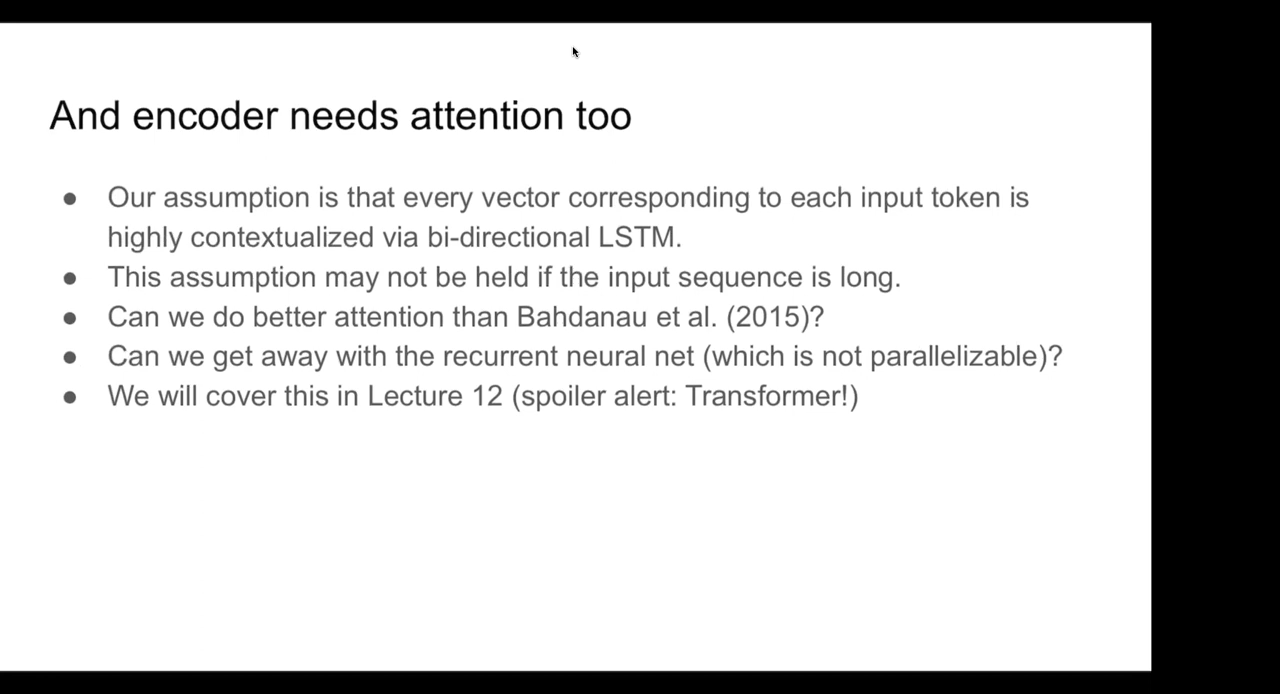 And encoder needs attention too
● Our assumption is that every vector corresponding to each input token is
highly contextualized via bi-directional LSTM.
● This assumption may not be held if the input sequence is long.
● Can we do better attention than Bahdanau et al. (2015)?
● Can we get away with the recurrent neural net (which is not parallelizable)?
● We will cover this in Lecture 12 (spoiler alert: Transformer!)